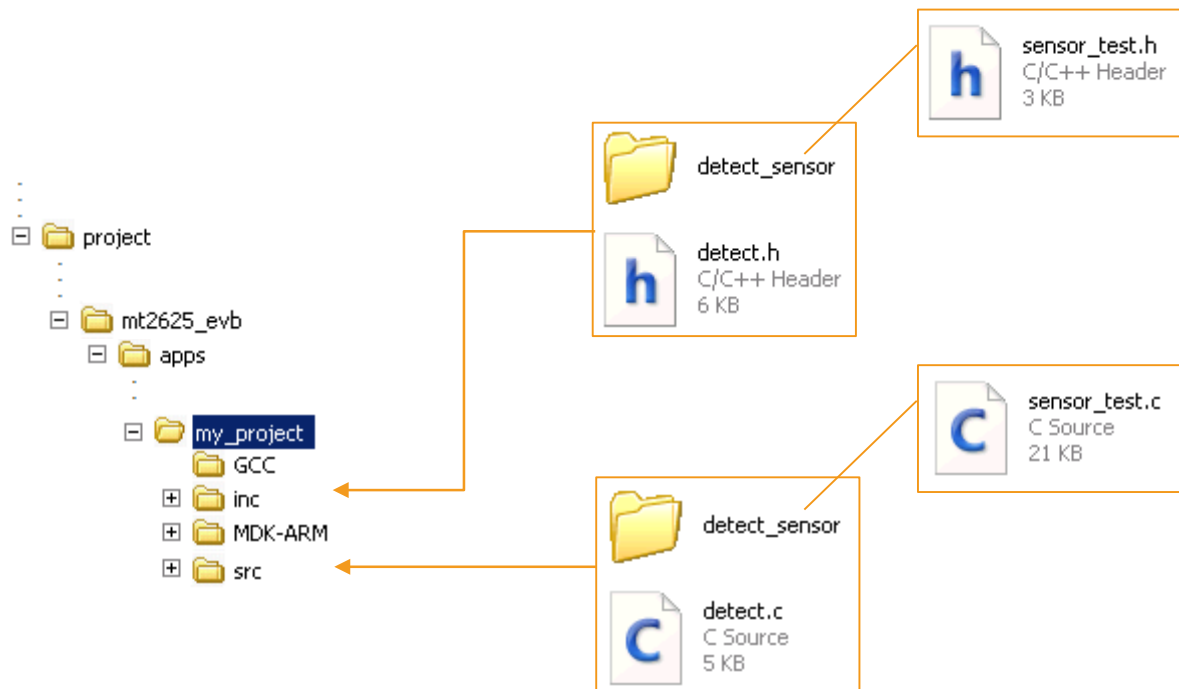 project
mt2625_evb
apps
my_project
GCC
inc
MDK-ARM
src
detect_sensor
h
detect.h
C/C++ Header
6 KB
h
sensor_test.h
C/C++ Header
3 KB
detect_sensor
C
detect.c
C Source
5 KB
C
sensor_test.c
C Source
21 KB